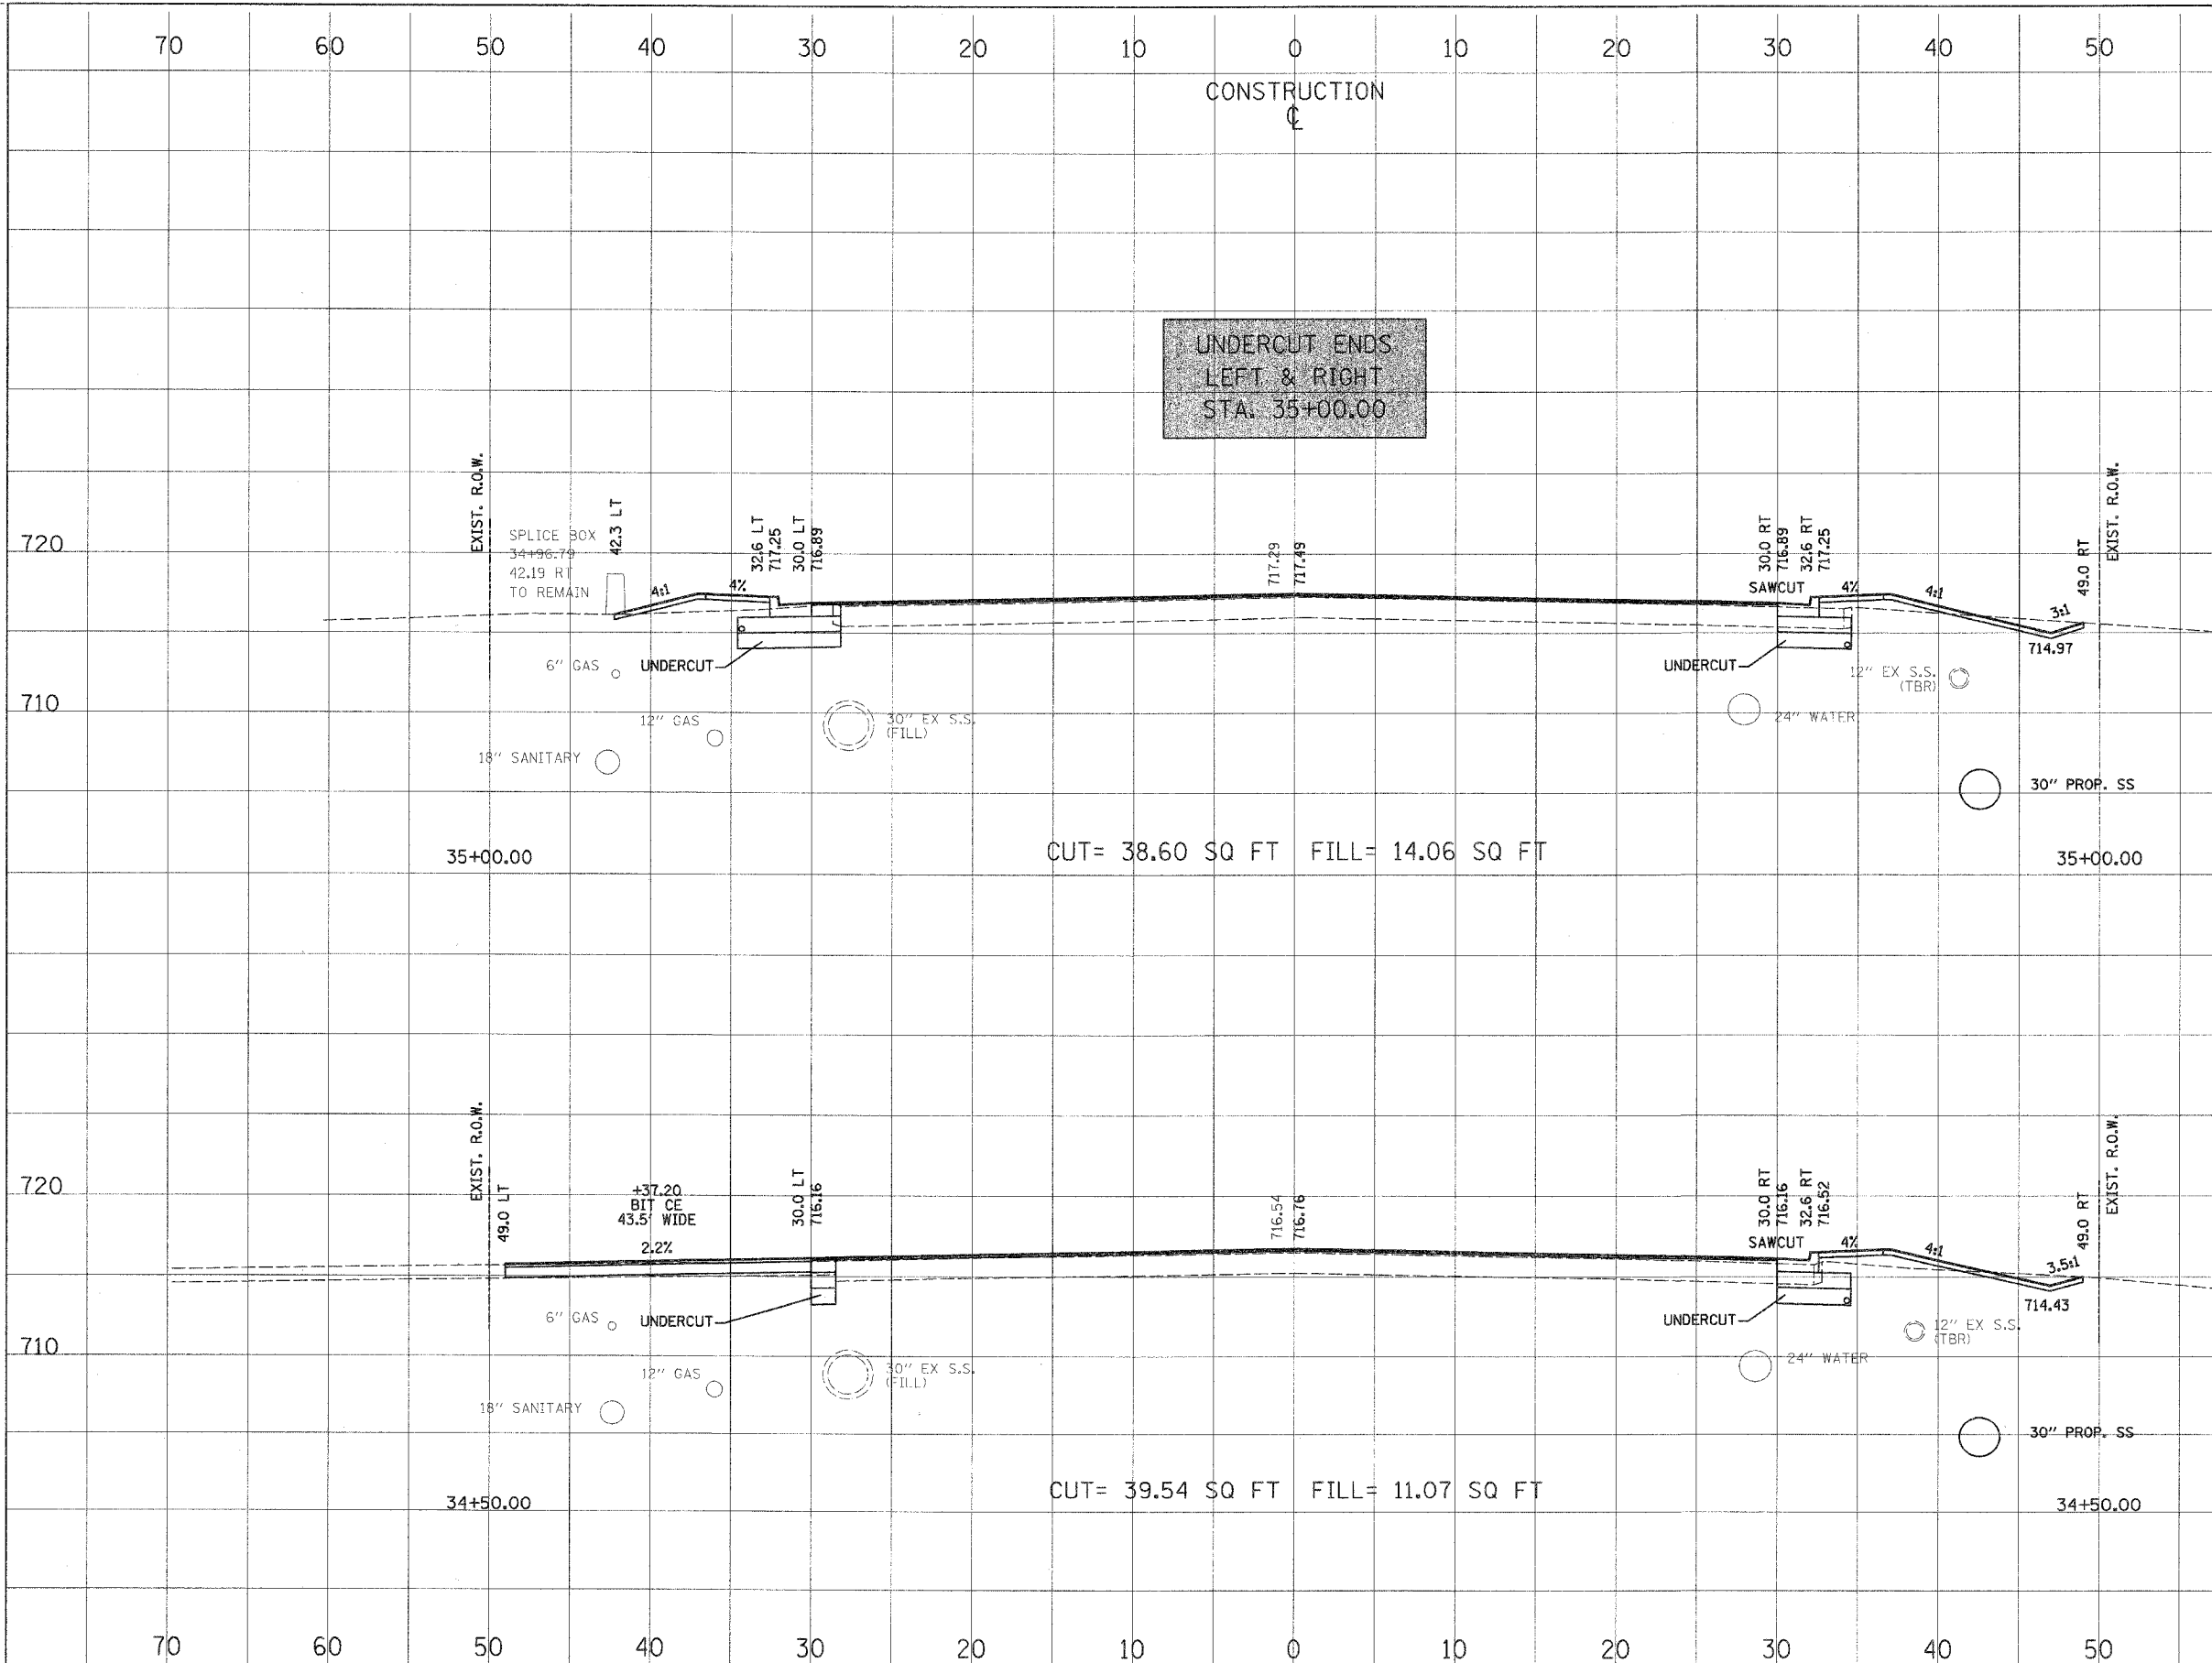 70 60 50 40 30 20 10 0 10 20 30 40 50
CONSTRUCTION
℄
UNDERCUT ENDS
LEFT & RIGHT
STA. 35+00.00
EXIST. R.O.W.
SPLICE BOX
34+96.79
42.19 RT
TO REMAIN
42.3 LT
32.6 LT
717.25
30.0 LT
716.89
717.29
717.49
30.0 RT
716.89
32.6 RT
717.25
49.0 RT
EXIST. R.O.W.
720
4:1
4%
SAWCUT
4%
4:1
3:1
714.97
6" GAS
UNDERCUT
UNDERCUT
12" EX S.S.
(TBR)
710
12" GAS
30" EX S.S.
(FILL)
24" WATER
18" SANITARY
30" PROP. SS
35+00.00
CUT= 38.60 SQ FT FILL= 14.06 SQ FT
35+00.00
EXIST. R.O.W.
49.0 LT
+37.20
BIT CE
43.5' WIDE
2.2%
30.0 LT
716.16
716.54
716.76
30.0 RT
716.16
32.6 RT
716.52
49.0 RT
EXIST. R.O.W.
720
SAWCUT
4%
4:1
3.5:1
714.43
6" GAS
UNDERCUT
UNDERCUT
12" EX S.S.
(TBR)
710
12" GAS
30" EX S.S.
(FILL)
24" WATER
18" SANITARY
30" PROP. SS
34+50.00
CUT= 39.54 SQ FT FILL= 11.07 SQ FT
34+50.00
70 60 50 40 30 20 10 0 10 20 30 40 50